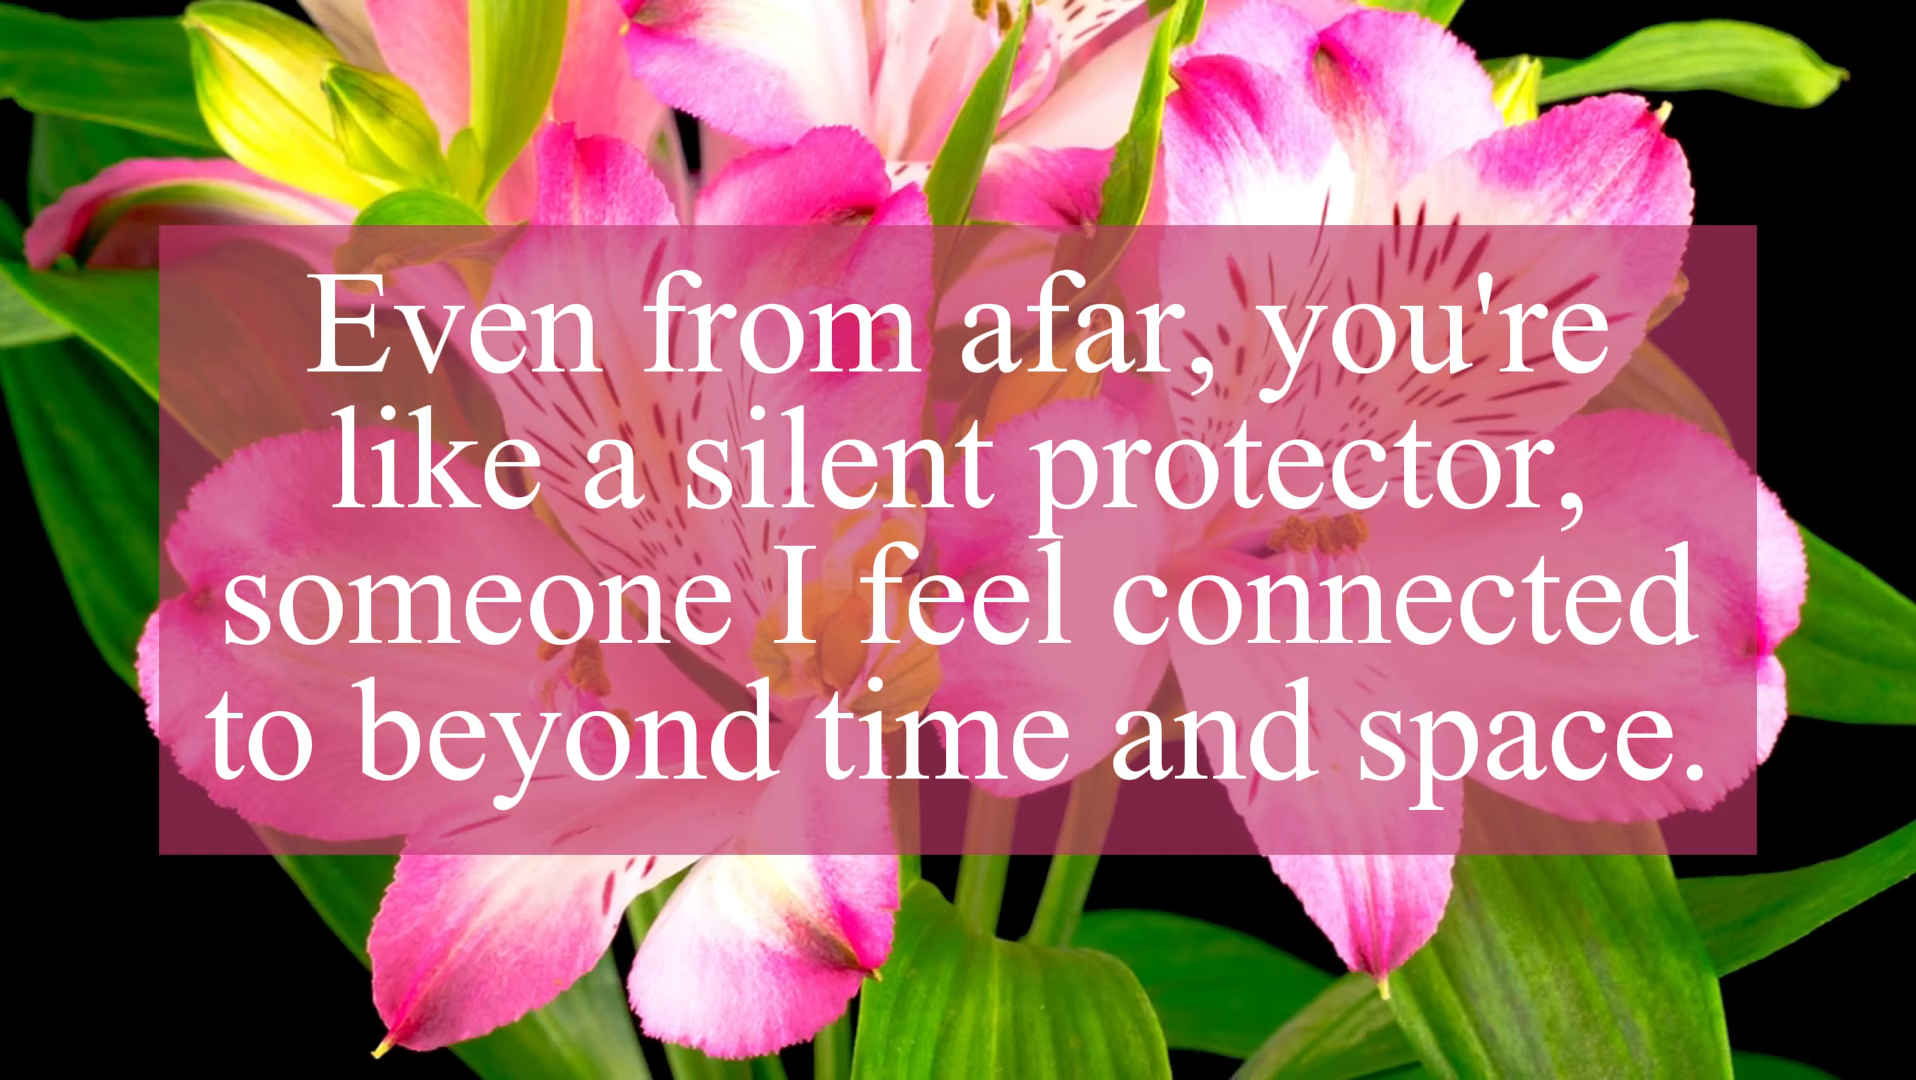 Even from afar, you're
like a silent protector,
someone I feel connected
to beyond time and space.